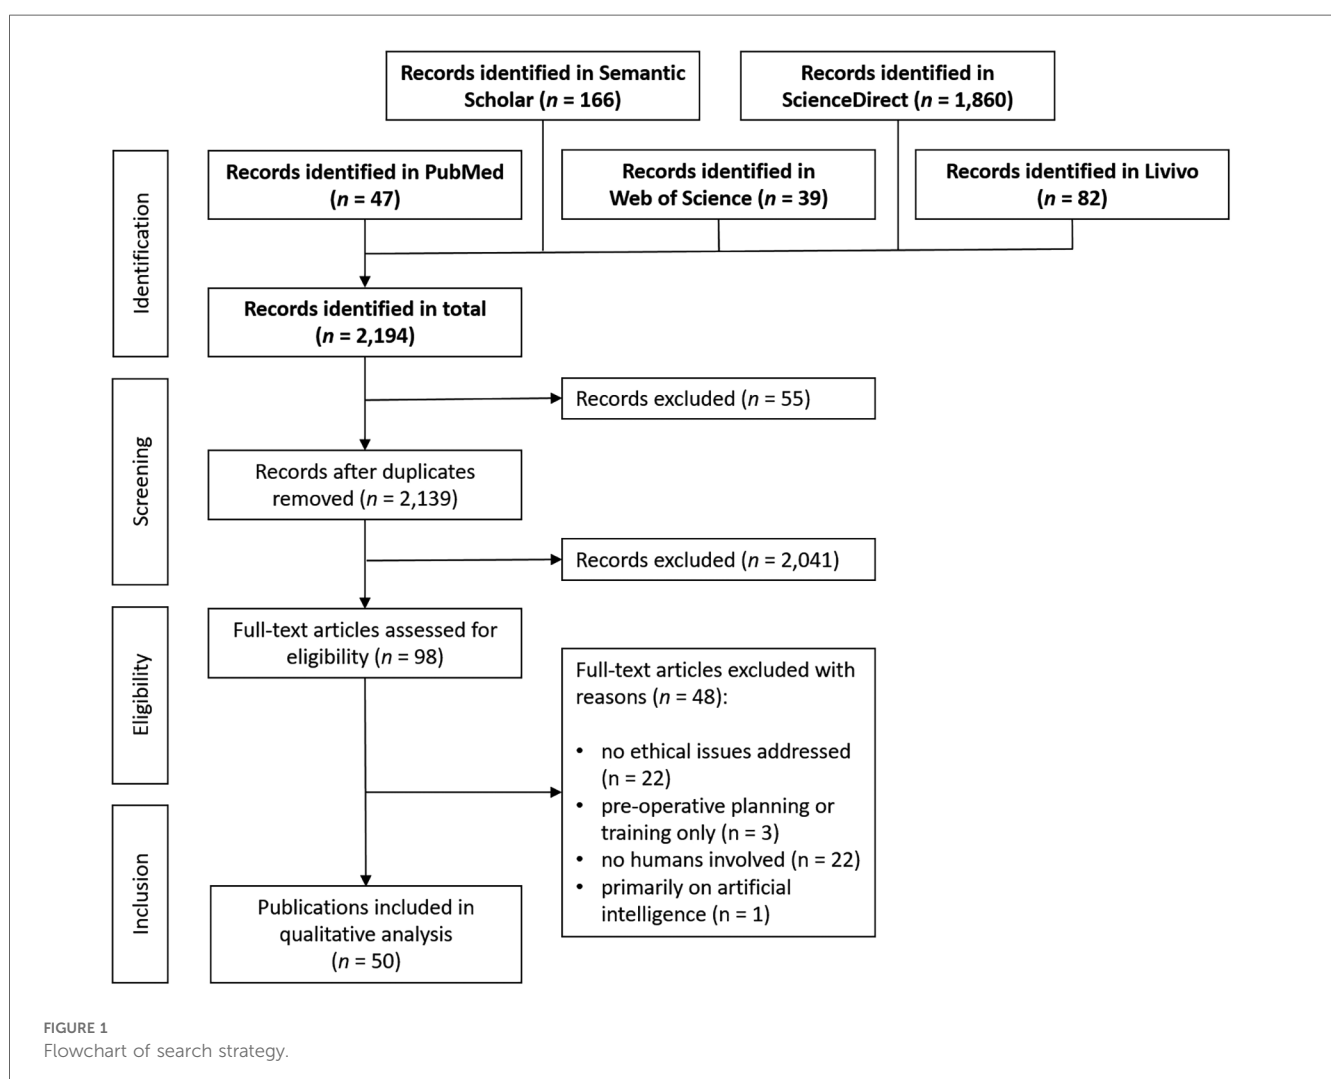 Records identified in Semantic
Scholar (n = 166)
Records identified in
ScienceDirect (n = 1,860)
Identification
Records identified in PubMed
(n = 47)
Records identified in
Web of Science (n = 39)
Records identified in Livivo
(n = 82)
Records identified in total
(n = 2,194)
Screening
Records excluded (n = 55)
Records after duplicates
removed (n = 2,139)
Records excluded (n = 2,041)
Eligibility
Full-text articles assessed for
eligibility (n = 98)
Full-text articles excluded with
reasons (n = 48):
• no ethical issues addressed
(n = 22)
• pre-operative planning or
training only (n = 3)
• no humans involved (n = 22)
• primarily on artificial
intelligence (n = 1)
Inclusion
Publications included in
qualitative analysis
(n = 50)
FIGURE 1
Flowchart of search strategy.